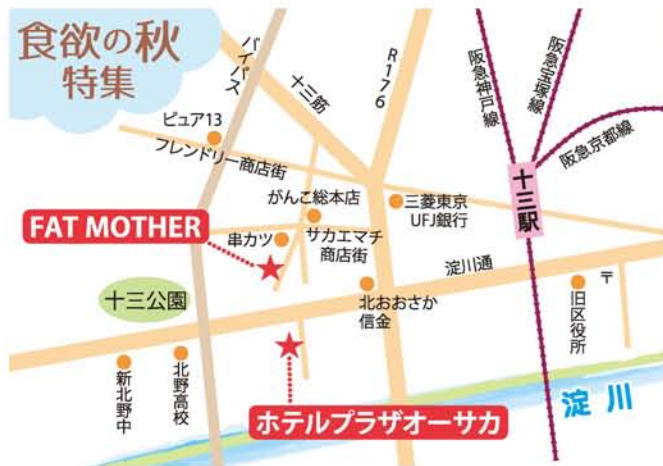 食欲の秋
特集
バイパス
十三筋
R176
阪急神戸線
阪急宝塚線
阪急京都線
ピュア13
フレンドリー商店街
がんこ総本店
三菱東京
UFJ銀行
十三駅
FAT MOTHER
串カツ
サカエマチ
商店街
淀川通
十三公園
北おおさか
信金
〒
旧区役所
新北野中
北野高校
ホテルプラザオーサカ
淀川